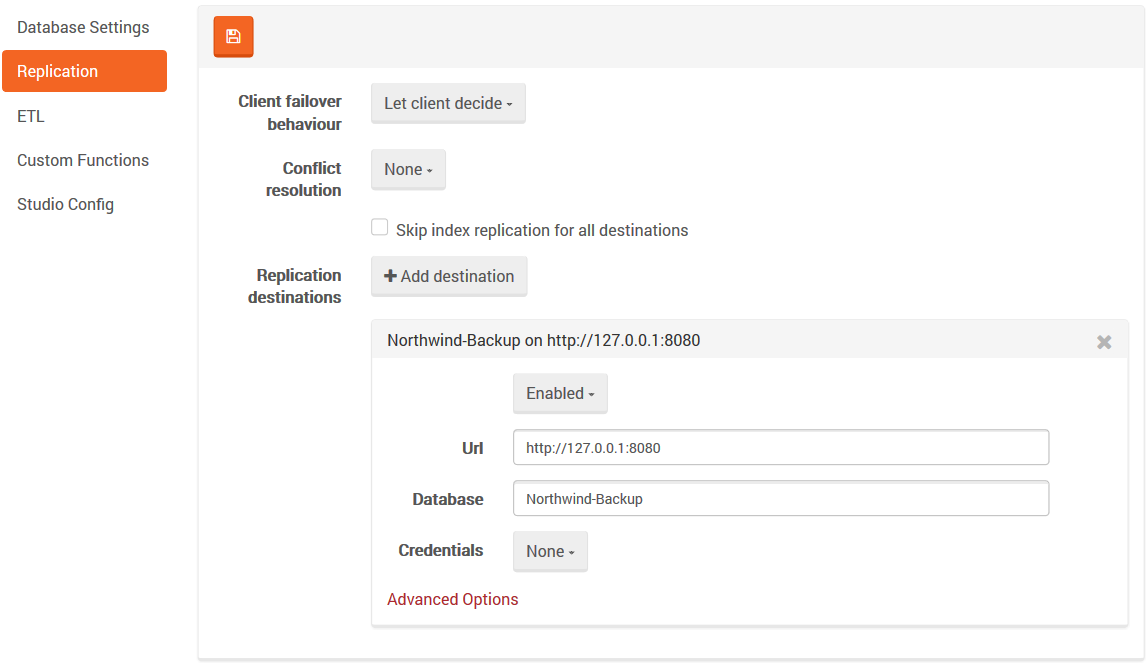 Database Settings
Replication
ETL
Custom Functions
Studio Config
Client failover
behaviour
Let client decide
Conflict
resolution
None
Skip index replication for all destinations
Replication
destinations
Add destination
Northwind-Backup on http://127.0.0.1:8080
Enabled
Url
http://127.0.0.1:8080
Database
Northwind-Backup
Credentials
None
Advanced Options